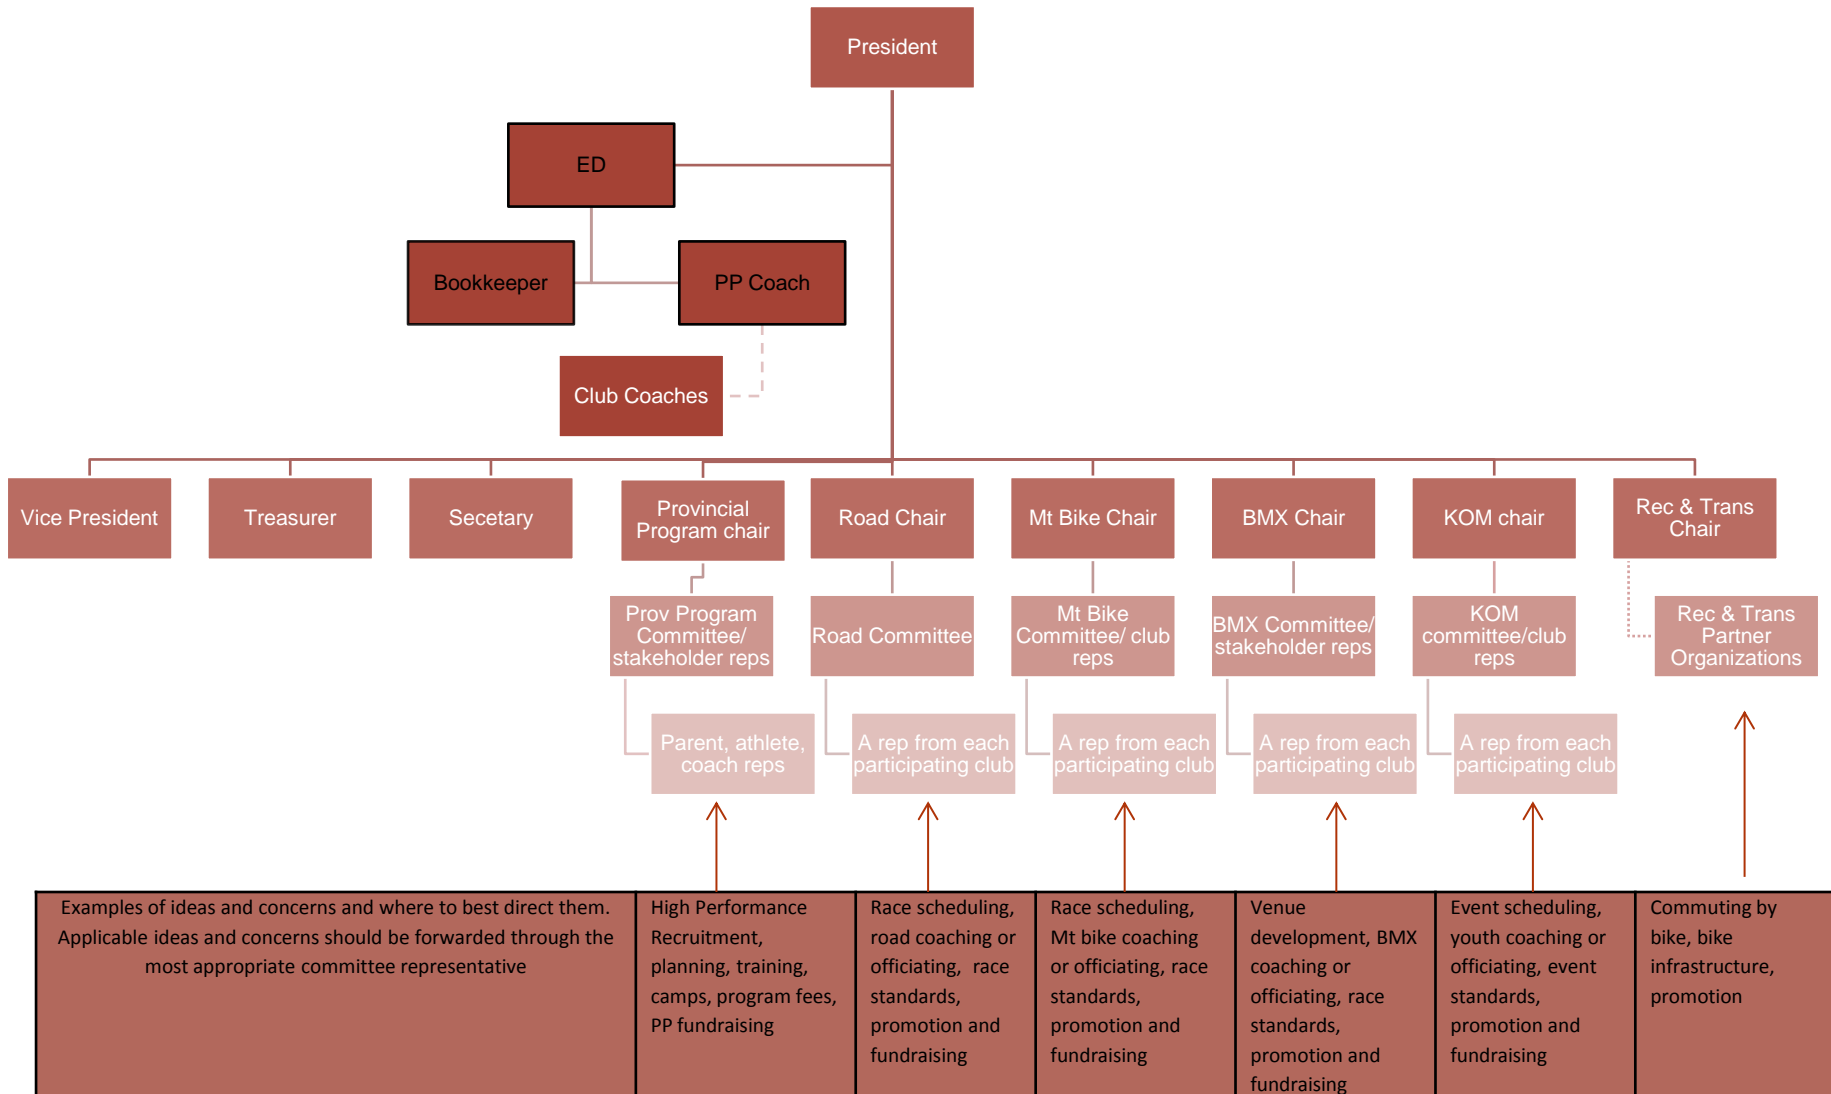 President
ED
Bookkeeper
PP Coach
Club Coaches
Vice President
Treasurer
Secetary
Provincial
Program chair
Road Chair
Mt Bike Chair
BMX Chair
KOM chair
Rec & Trans
Chair
Prov Program
Committee/
stakeholder reps
Road Committee
Mt Bike
Committee/ club
reps
BMX Committee/
stakeholder reps
KOM
committee/club
reps
Rec & Trans
Partner
Organizations
Parent, athlete,
coach reps
A rep from each
participating club
A rep from each
participating club
A rep from each
participating club
A rep from each
participating club
Examples of ideas and concerns and where to best direct them.
Applicable ideas and concerns should be forwarded through the
most appropriate committee representative
High Performance
Recruitment,
planning, training,
camps, program fees,
PP fundraising
Race scheduling,
road coaching or
officiating, race
standards,
promotion and
fundraising
Race scheduling,
Mt bike coaching
or officiating, race
standards,
promotion and
fundraising
Venue
development, BMX
coaching or
officiating, race
standards,
promotion and
fundraising
Event scheduling,
youth coaching or
officiating, event
standards,
promotion and
fundraising
Commuting by
bike, bike
infrastructure,
promotion